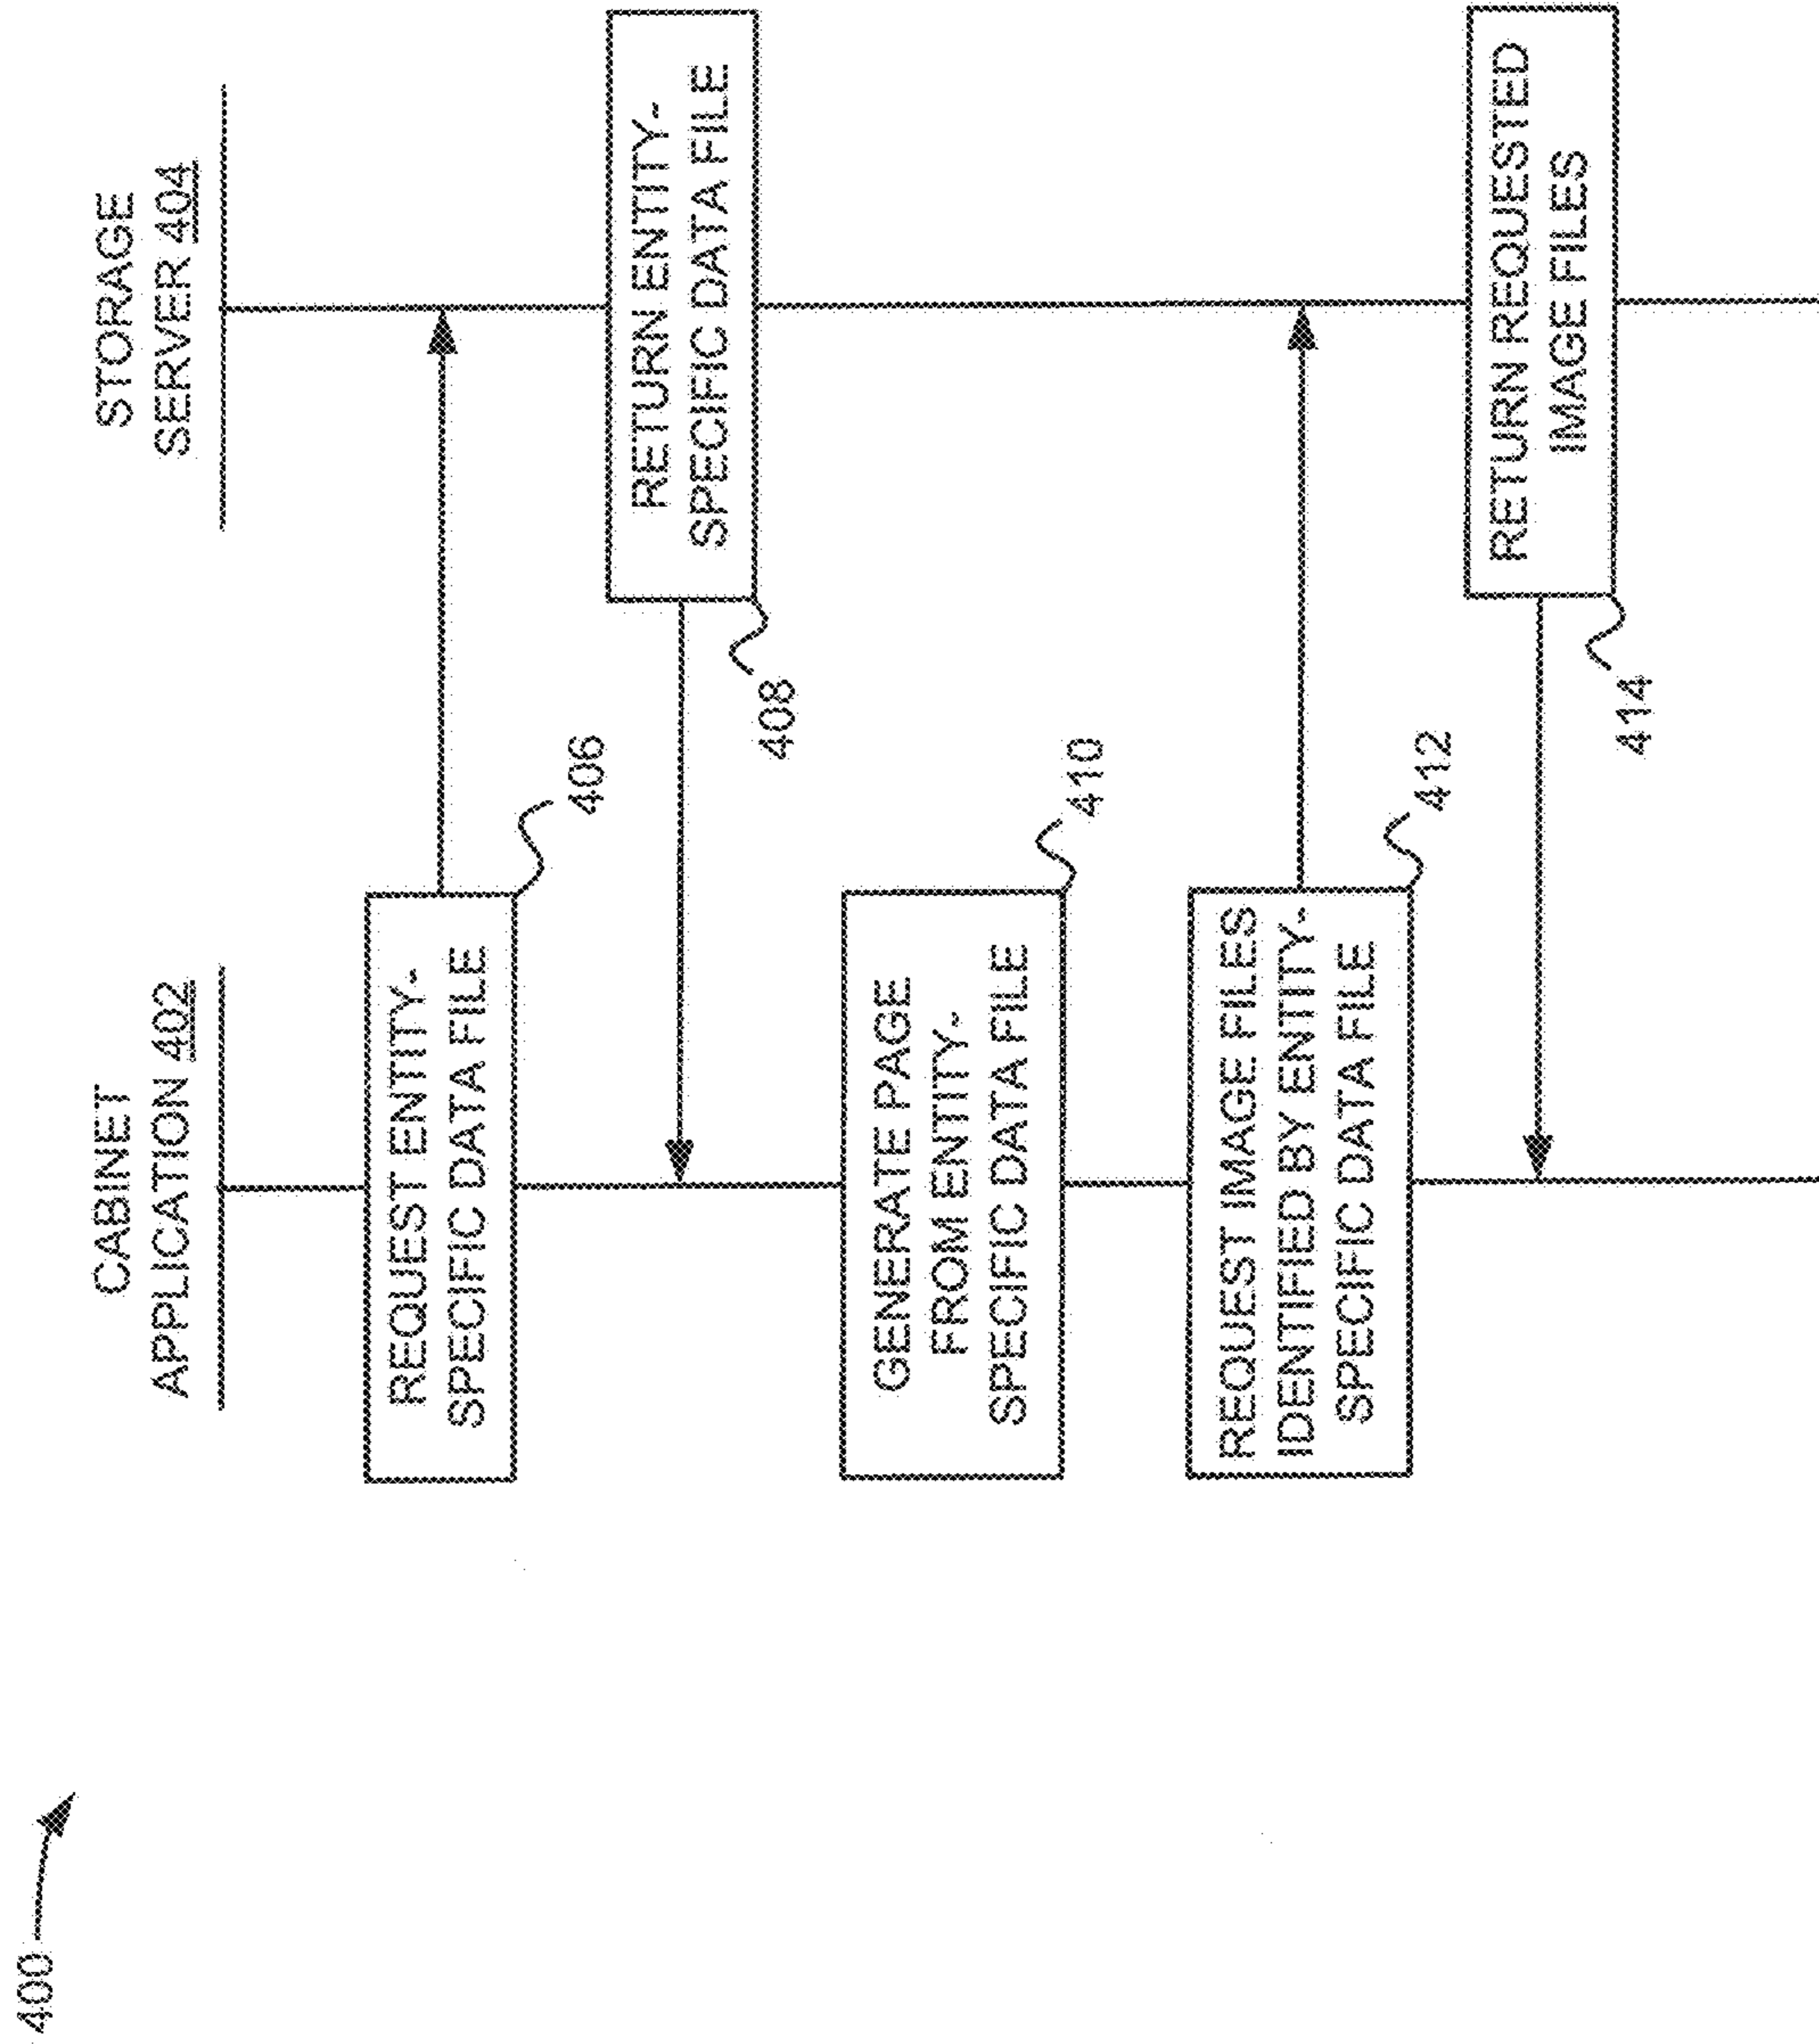 400
CABINET
APPLICATION 402
STORAGE
SERVER 404
REQUEST ENTITY-
SPECIFIC DATA FILE
406
RETURN ENTITY-
SPECIFIC DATA FILE
408
GENERATE PAGE
FROM ENTITY-
SPECIFIC DATA FILE
410
REQUEST IMAGE FILES
IDENTIFIED BY ENTITY-
SPECIFIC DATA FILE
412
RETURN REQUESTED
IMAGE FILES
414